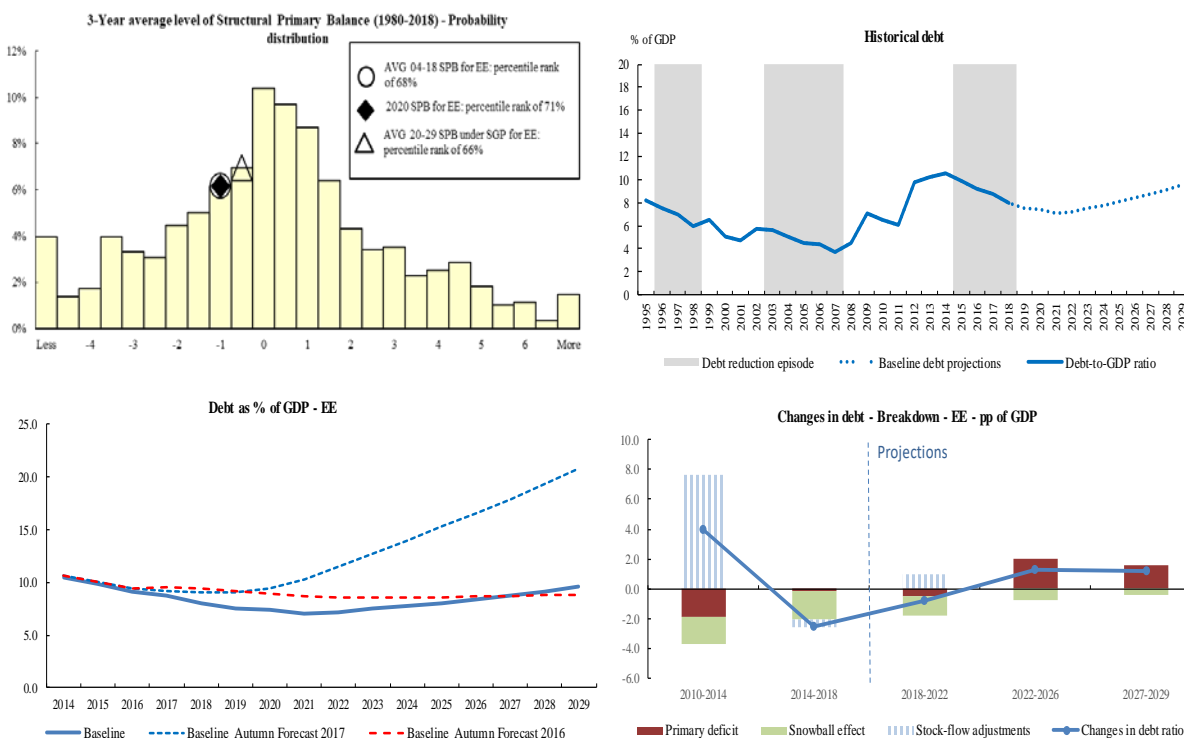 3-Year average level of Structural Primary Balance (1980-2018) - Probability
distribution
12%
10%
8%
6%
4%
2%
0%
AVG 04-18 SPB for EE: percentile rank
of 68%
2020 SPB for EE: percentile rank of 71%
AVG 20-29 SPB under SGP for EE:
percentile rank of 66%
Less -4 -3 -2 -1 0 1 2 3 4 5 6 More
Historical debt
% of GDP
20
18
16
14
12
10
8
6
4
2
0
1995 1996 1997 1998 1999 2000 2001 2002 2003 2004 2005 2006 2007 2008 2009 2010 2011 2012 2013 2014 2015 2016 2017 2018 2019 2020 2021 2022 2023 2024 2025 2026 2027 2028 2029
Debt reduction episode Baseline debt projections Debt-to-GDP ratio
Debt as % of GDP - EE
25.0
20.0
15.0
10.0
5.0
0.0
2014 2015 2016 2017 2018 2019 2020 2021 2022 2023 2024 2025 2026 2027 2028 2029
Baseline Baseline Autumn Forecast 2017 Baseline Autumn Forecast 2016
Changes in debt - Breakdown - EE - pp of GDP
10.0
8.0
6.0
4.0
2.0
0.0
-2.0
-4.0
-6.0
Projections
2010-2014 2014-2018 2018-2022 2022-2026 2027-2029
Primary deficit Snowball effect Stock-flow adjustments Changes in debt ratio